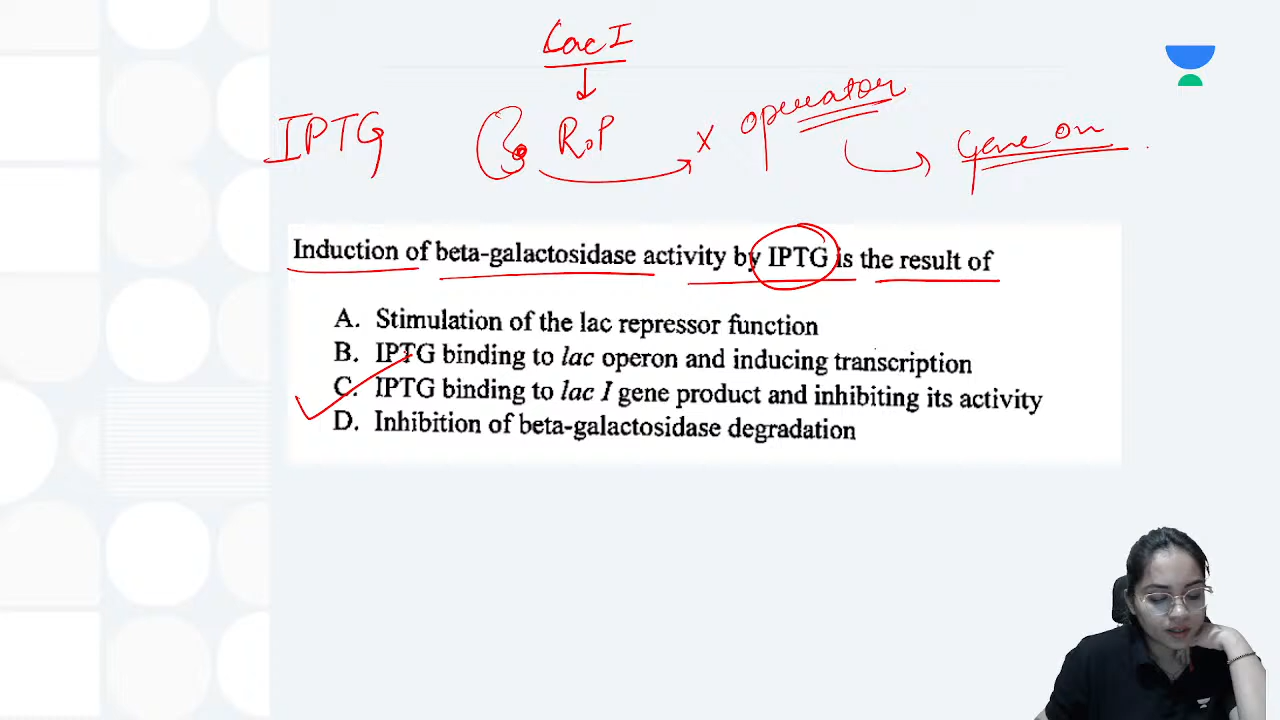 Lac I
IPTG R.P x operator Gene on
Induction of beta-galactosidase activity by IPTG is the result of
A. Stimulation of the lac repressor function
B. IPTG binding to lac operon and inducing transcription
C. IPTG binding to lac I gene product and inhibiting its activity
D. Inhibition of beta-galactosidase degradation